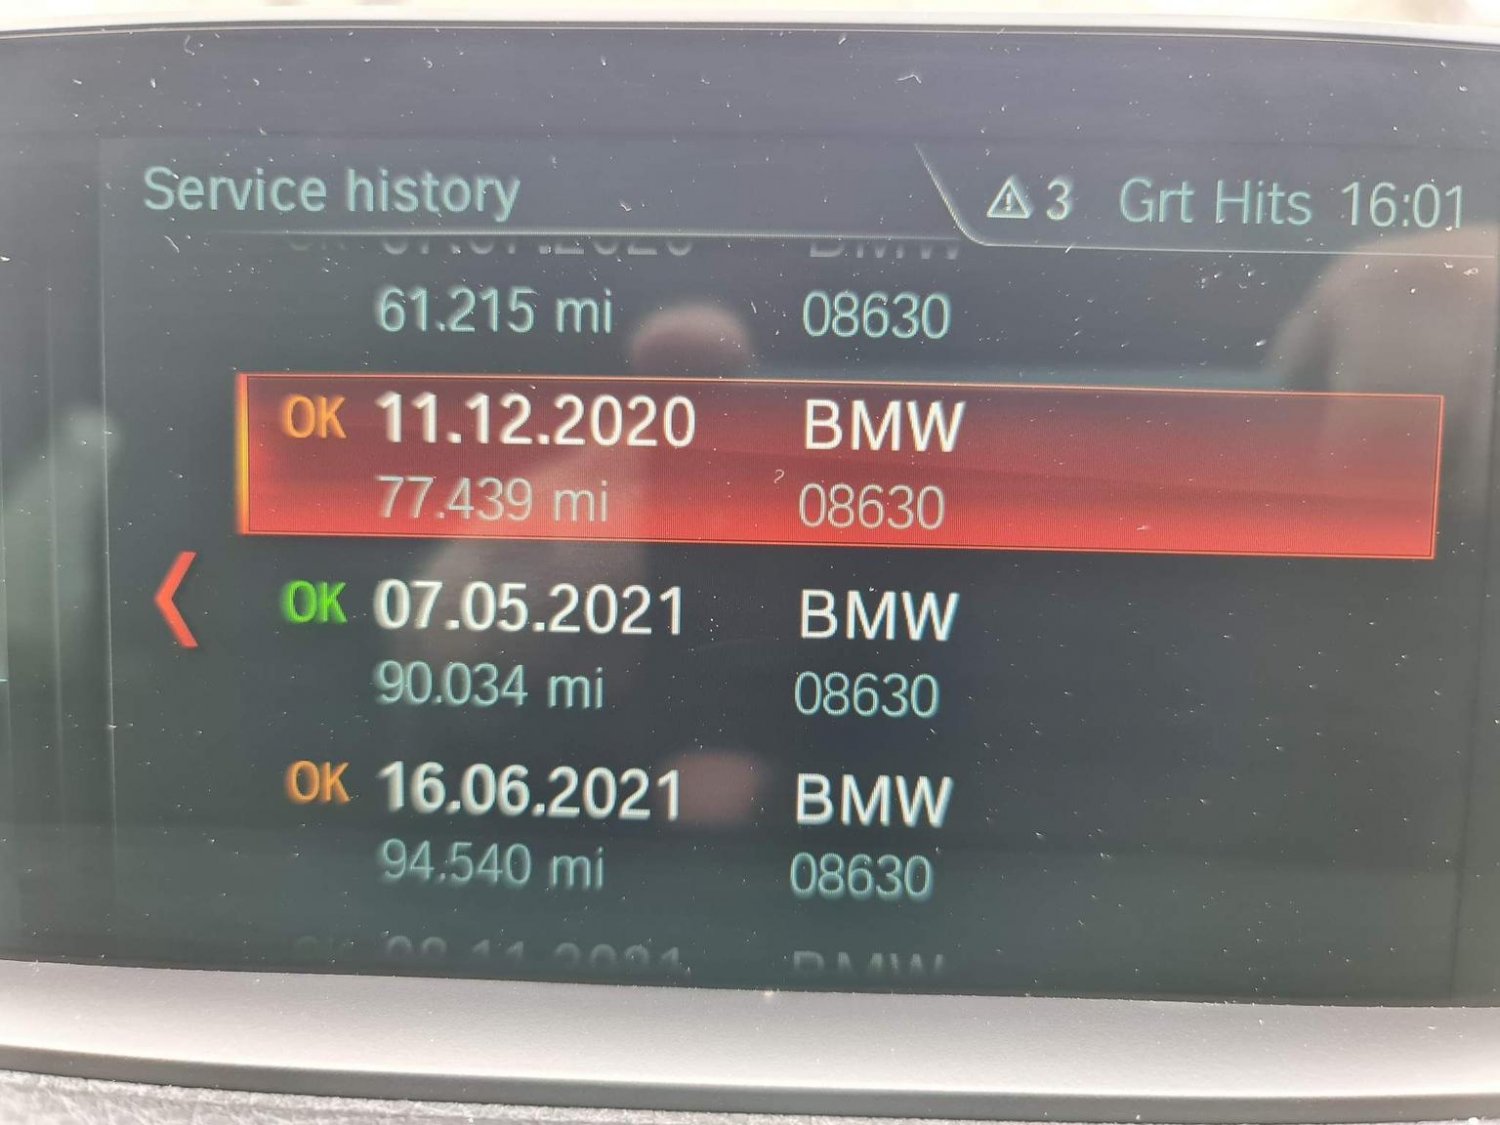 Service history
3 Grt Hits 16:01
61.215 mi 08630
OK 11.12.2020 BMW
77.439 mi 08630
OK 07.05.2021 BMW
90.034 mi 08630
OK 16.06.2021 BMW
94.540 mi 08630
BMW